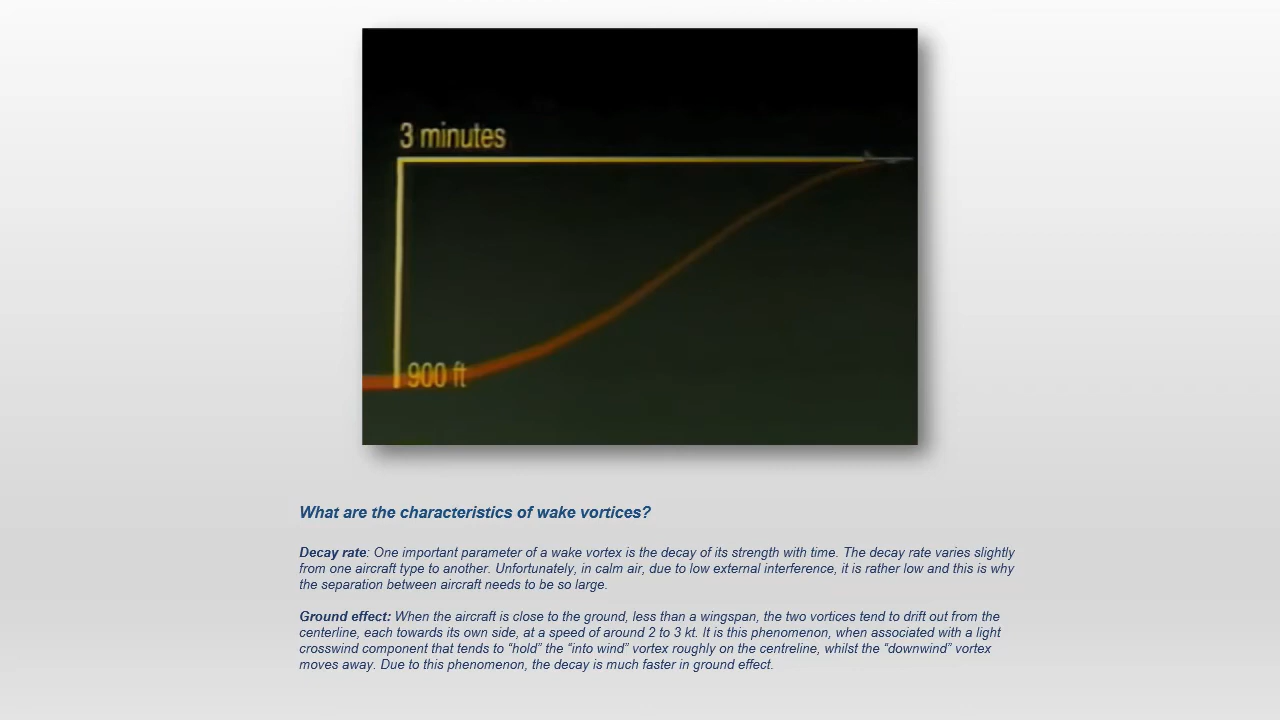 3 minutes
900 ft
What are the characteristics of wake vortices?
Decay rate: One important parameter of a wake vortex is the decay of its strength with time. The decay rate varies slightly
from one aircraft type to another. Unfortunately, in calm air, due to low external interference, it is rather low and this is why
the separation between aircraft needs to be so large.
Ground effect: When the aircraft is close to the ground, less than a wingspan, the two vortices tend to drift out from the
centerline, each towards its own side, at a speed of around 2 to 3 kt. It is this phenomenon, when associated with a light
crosswind component that tends to “hold” the “into wind” vortex roughly on the centreline, whilst the “downwind” vortex
moves away. Due to this phenomenon, the decay is much faster in ground effect.